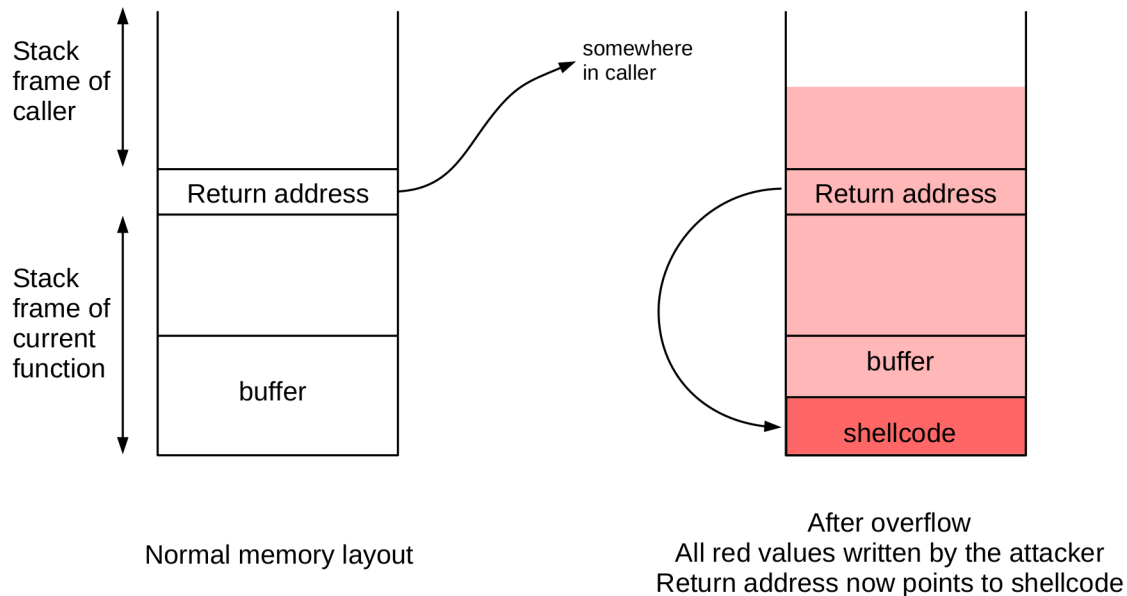 Stack
frame of
caller
somewhere
in caller
Return address
Stack
frame of
current
function
buffer
Normal memory layout
Return address
buffer
shellcode
After overflow
All red values written by the attacker
Return address now points to shellcode